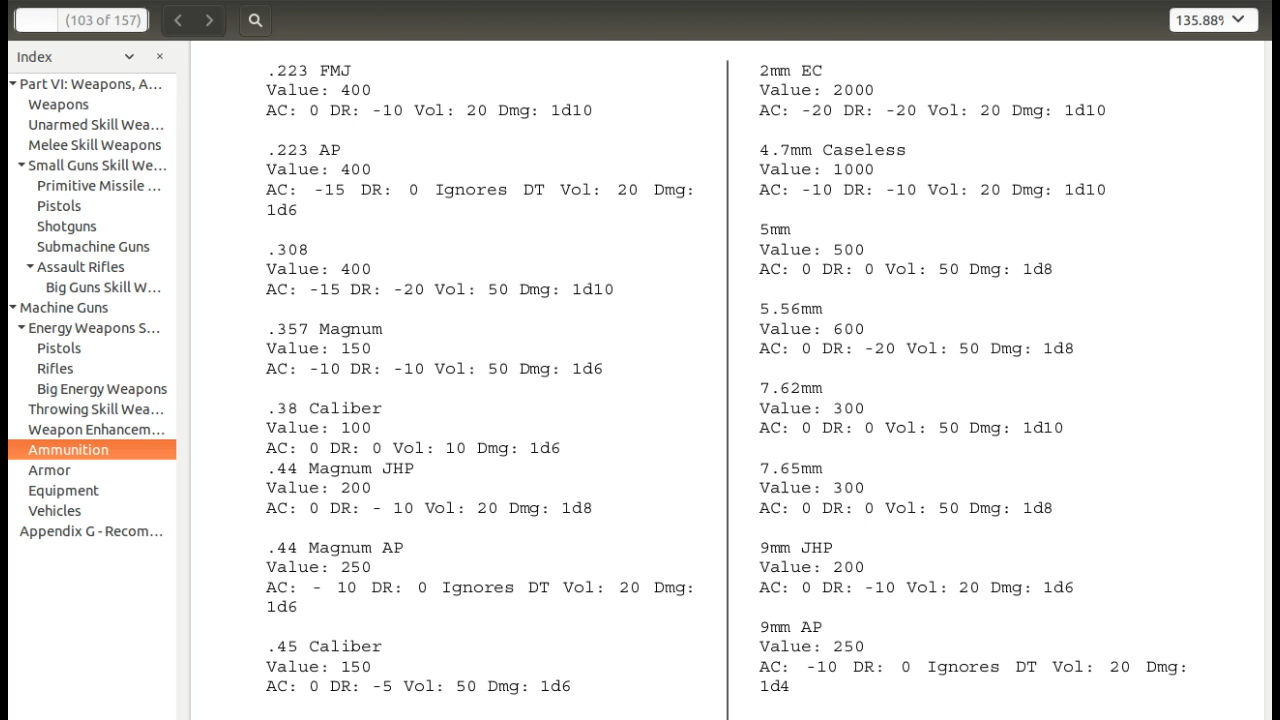 (103 of 157)
135.88%
Index
Part VI: Weapons, A...
Weapons
Unarmed Skill Wea...
Melee Skill Weapons
Small Guns Skill We...
Primitive Missile ...
Pistols
Shotguns
Submachine Guns
Assault Rifles
Big Guns Skill W...
Machine Guns
Energy Weapons S...
Pistols
Rifles
Big Energy Weapons
Throwing Skill Wea...
Weapon Enhancem...
Ammunition
Armor
Equipment
Vehicles
Appendix G - Recom...
.223 FMJ
Value: 400
AC: 0 DR: -10 Vol: 20 Dmg: 1d10
.223 AP
Value: 400
AC: -15 DR: 0 Ignores DT Vol: 20 Dmg:
1d6
.308
Value: 400
AC: -15 DR: -20 Vol: 50 Dmg: 1d10
.357 Magnum
Value: 150
AC: -10 DR: -10 Vol: 50 Dmg: 1d6
.38 Caliber
Value: 100
AC: 0 DR: 0 Vol: 10 Dmg: 1d6
.44 Magnum JHP
Value: 200
AC: 0 DR: - 10 Vol: 20 Dmg: 1d8
.44 Magnum AP
Value: 250
AC: - 10 DR: 0 Ignores DT Vol: 20 Dmg:
1d6
.45 Caliber
Value: 150
AC: 0 DR: -5 Vol: 50 Dmg: 1d6
2mm EC
Value: 2000
AC: -20 DR: -20 Vol: 20 Dmg: 1d10
4.7mm Caseless
Value: 1000
AC: -10 DR: -10 Vol: 20 Dmg: 1d10
5mm
Value: 500
AC: 0 DR: 0 Vol: 50 Dmg: 1d8
5.56mm
Value: 600
AC: 0 DR: -20 Vol: 50 Dmg: 1d8
7.62mm
Value: 300
AC: 0 DR: 0 Vol: 50 Dmg: 1d10
7.65mm
Value: 300
AC: 0 DR: 0 Vol: 50 Dmg: 1d8
9mm JHP
Value: 200
AC: 0 DR: -10 Vol: 20 Dmg: 1d6
9mm AP
Value: 250
AC: -10 DR: 0 Ignores DT Vol: 20 Dmg:
1d4